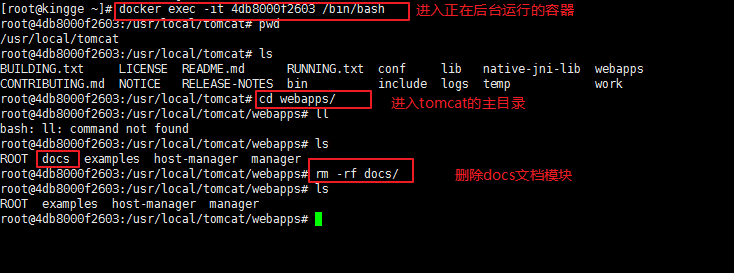 [root@kingge ~]# docker exec -it 4db8000f2603 /bin/bash 进入正在后台运行的容器
root@4db8000f2603:/usr/local/tomcat# pwd
/usr/local/tomcat
root@4db8000f2603:/usr/local/tomcat# ls
BUILDING.txt LICENSE README.md RUNNING.txt conf lib native-jni-lib webapps
CONTRIBUTING.md NOTICE RELEASE-NOTES bin include logs temp work
root@4db8000f2603:/usr/local/tomcat# cd webapps/ 进入tomcat的主目录
root@4db8000f2603:/usr/local/tomcat/webapps# ll
bash: ll: command not found
root@4db8000f2603:/usr/local/tomcat/webapps# ls
ROOT docs examples host-manager manager
root@4db8000f2603:/usr/local/tomcat/webapps# rm -rf docs/ 删除docs文档模块
root@4db8000f2603:/usr/local/tomcat/webapps# ls
ROOT examples host-manager manager
root@4db8000f2603:/usr/local/tomcat/webapps#